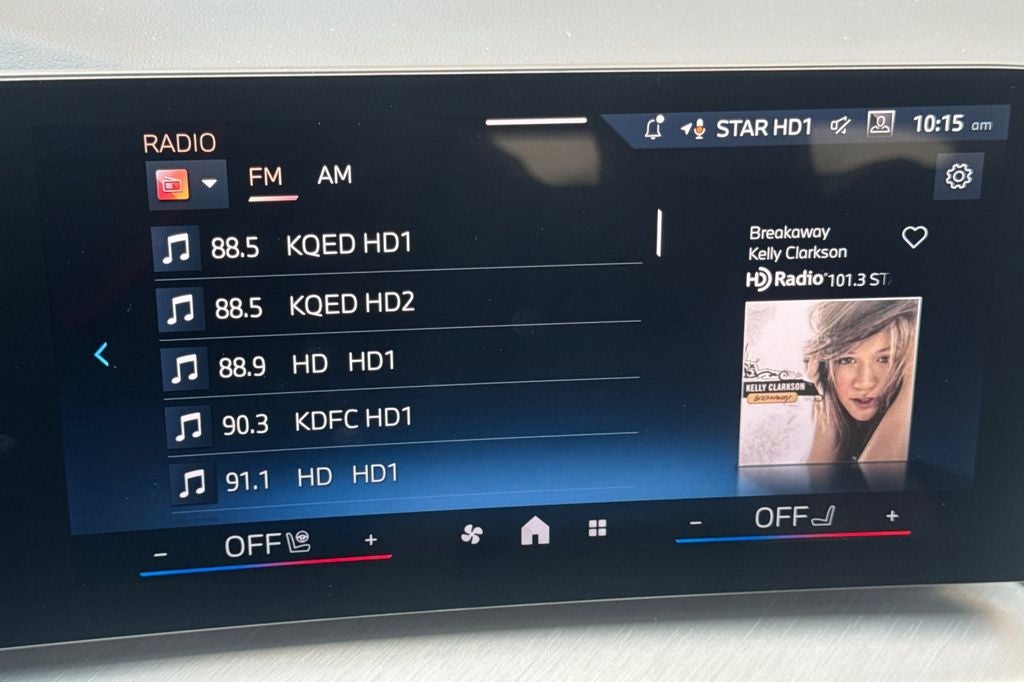 RADIO
STAR HD1
10:15 am
FM AM
88.5 KQED HD1
88.5 KQED HD2
88.9 HD HD1
90.3 KDFC HD1
91.1 HD HD1
Breakaway
Kelly Clarkson
HD Radio 101.3 ST
KELLY CLARKSON
BREAKAWAY
- OFF +
- OFF +